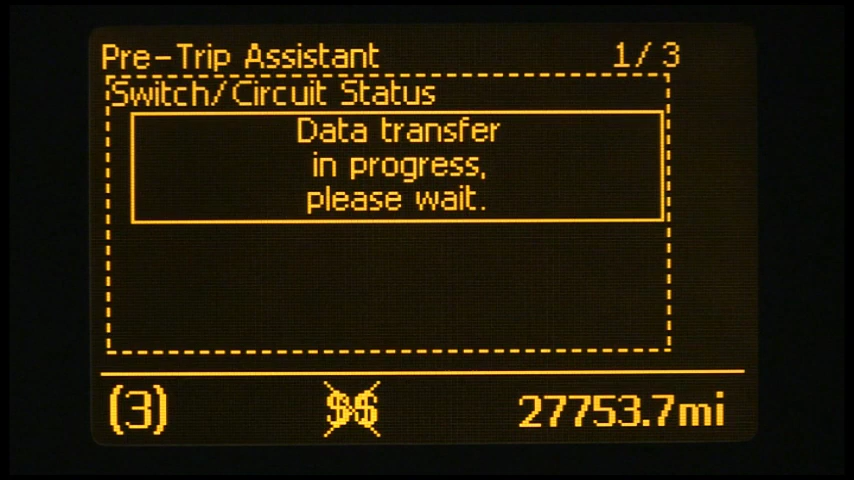 Pre-Trip Assistant 1/3
Switch/Circuit Status
Data transfer
in progress,
please wait.
(3) $$ 27753.7mi